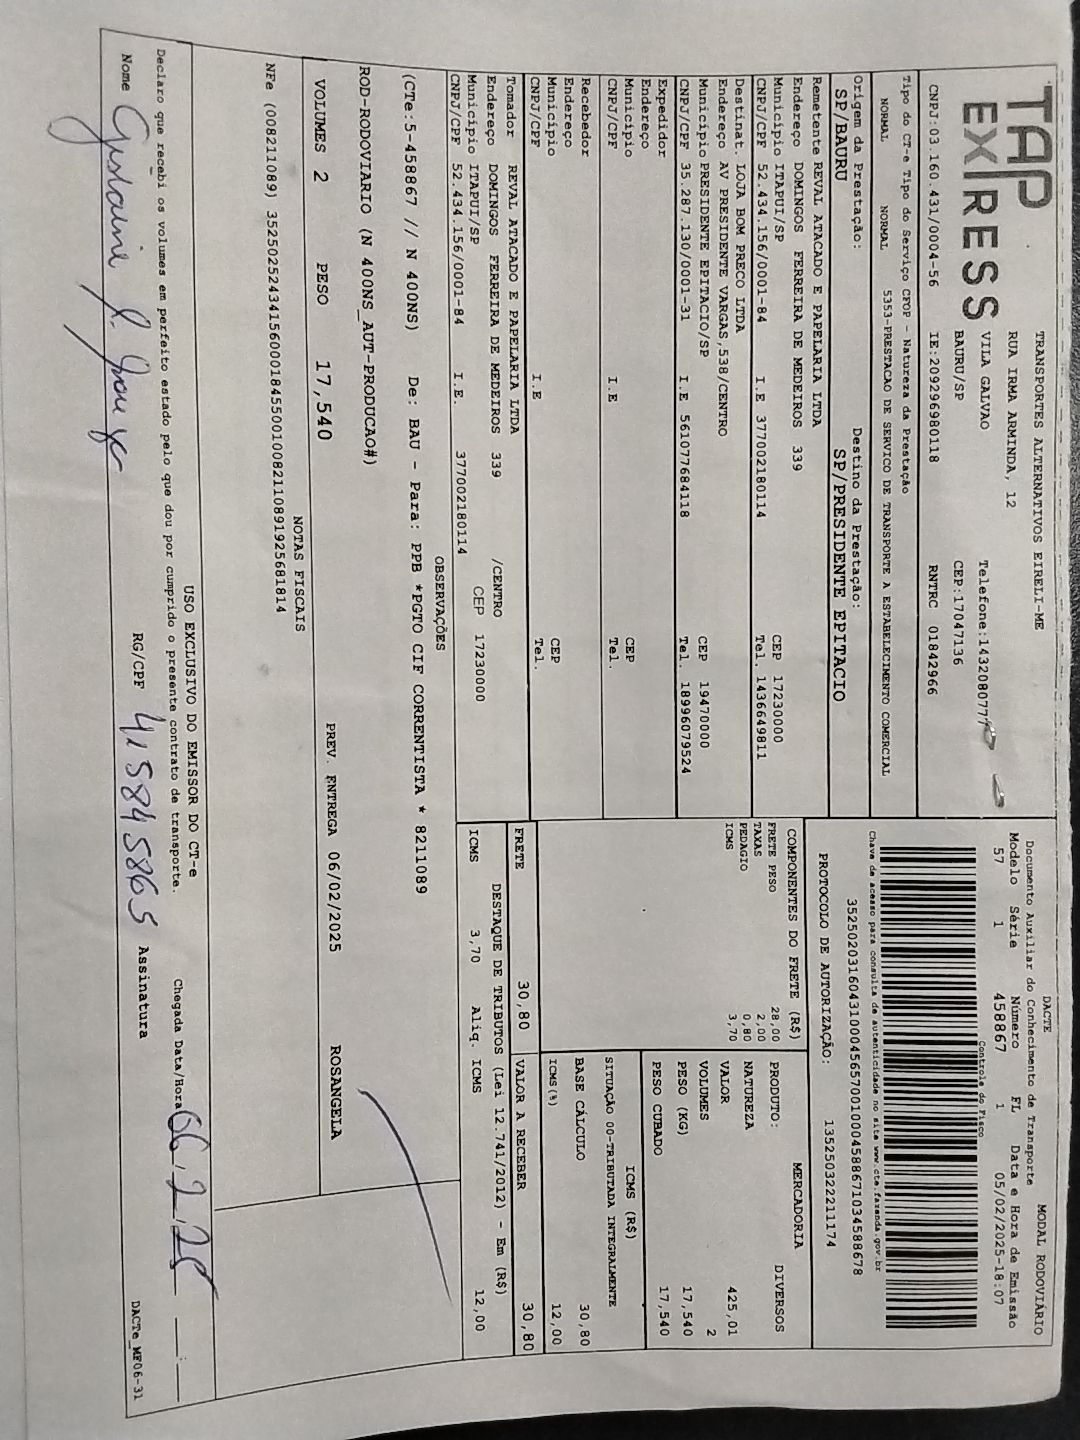 TAP EXPRESS
TRANSPORTES ALTERNATIVOS EIRELI-ME
RUA IRMA ARMINDA, 12
VILA GALVAO Telefone:1432080777
BAURU/SP CEP:17047136
CNPJ:03.160.431/0004-56 IE:209296980118 RNTRC 01842966
Tipo do CT-e Tipo do Serviço CFOP - Natureza da Prestação
NORMAL NORMAL 5353-PRESTACAO DE SERVICO DE TRANSPORTE A ESTABELECIMENTO COMERCIAL
Origem da Prestação: Destino da Prestação:
SP/BAURU SP/PRESIDENTE EPITACIO
Remetente REVAL ATACADO E PAPELARIA LTDA
Endereço DOMINGOS FERREIRA DE MEDEIROS 339
Município ITAPUI/SP CEP 17230000
CNPJ/CPF 52.434.156/0001-84 I.E 377002180114 Tel. 1436649811
Destinat. LOJA BOM PRECO LTDA
Endereço AV PRESIDENTE VARGAS,538/CENTRO
Município PRESIDENTE EPITACIO/SP CEP 19470000
CNPJ/CPF 35.287.130/0001-31 I.E 561077684118 Tel. 18996079524
Expedidor
Endereço
Município CEP
CNPJ/CPF I.E Tel.
Recebedor
Endereço
Município CEP
CNPJ/CPF I.E Tel.
Tomador REVAL ATACADO E PAPELARIA LTDA
Endereço DOMINGOS FERREIRA DE MEDEIROS 339 /CENTRO
Município ITAPUI/SP CEP 17230000
CNPJ/CPF 52.434.156/0001-84 I.E. 377002180114
DACTE MODAL RODOVIÁRIO
Documento Auxiliar do Conhecimento de Transporte
Modelo Série Número FL Data e Hora de Emissão
57 1 458867 1 05/02/2025-18:07
Controle do Fisco
Chave de acesso para consulta de autenticidade no site www.cte.fazenda.gov.br
35250203160431000456570010004588671034588678
PROTOCOLO DE AUTORIZAÇÃO: 135250322211174
COMPONENTES DO FRETE (R$)
FRETE PESO 28,00
TAXAS 2,00
PEDAGIO 0,80
ICMS 3,70
MERCADORIA
PRODUTO: DIVERSOS
NATUREZA
VALOR 425,01
VOLUMES 2
PESO (KG) 17,540
PESO CUBADO 17,540
ICMS (R$)
SITUAÇÃO 00-TRIBUTADA INTEGRALMENTE
BASE CÁLCULO 30,80
ICMS(%) 12,00
FRETE 30,80 VALOR A RECEBER 30,80
DESTAQUE DE TRIBUTOS (Lei 12.741/2012) - Em (R$)
ICMS 3,70 Alíq. ICMS 12,00
OBSERVAÇÕES
(CTe:5-458867 // N 400NS) De: BAU - Para: PPB *PGTO CIF CORRENTISTA * 8211089
ROD-RODOVIARIO (N 400NS_AUT-PRODUCAO#)
VOLUMES 2 PESO 17,540 PREV. ENTREGA 06/02/2025 ROSANGELA
NOTAS FISCAIS
NFe (008211089) 35250252434156000184550010082110891925681814
USO EXCLUSIVO DO EMISSOR DO CT-e
Declaro que recebi os volumes em perfeito estado pelo que dou por cumprido o presente contrato de transporte. Chegada Data/Hora 06.2.25 :
Nome RG/CPF 415845865 Assinatura
DACTe_MF06-31